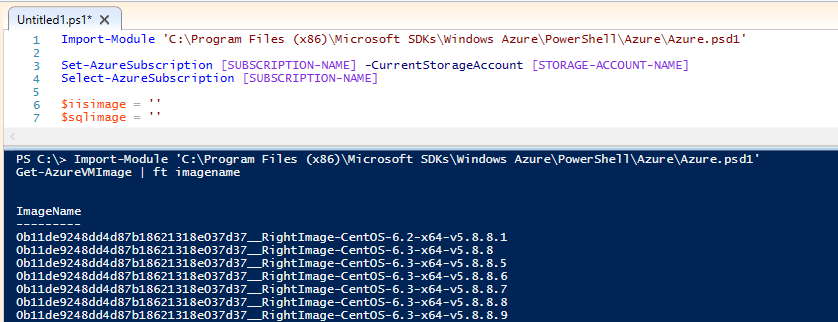 Untitled1.ps1* X
1 Import-Module 'C:\Program Files (x86)\Microsoft SDKs\Windows Azure\PowerShell\Azure\Azure.psd1'
2
3 Set-AzureSubscription [SUBSCRIPTION-NAME] -CurrentStorageAccount [STORAGE-ACCOUNT-NAME]
4 Select-AzureSubscription [SUBSCRIPTION-NAME]
5
6 $iisimage = ''
7 $sqlimage = ''
PS C:\> Import-Module 'C:\Program Files (x86)\Microsoft SDKs\Windows Azure\PowerShell\Azure\Azure.psd1'
Get-AzureVMImage | ft imagename
ImageName
---------
0b11de9248dd4d87b18621318e037d37__RightImage-CentOS-6.2-x64-v5.8.8.1
0b11de9248dd4d87b18621318e037d37__RightImage-CentOS-6.3-x64-v5.8.8
0b11de9248dd4d87b18621318e037d37__RightImage-CentOS-6.3-x64-v5.8.8.5
0b11de9248dd4d87b18621318e037d37__RightImage-CentOS-6.3-x64-v5.8.8.6
0b11de9248dd4d87b18621318e037d37__RightImage-CentOS-6.3-x64-v5.8.8.7
0b11de9248dd4d87b18621318e037d37__RightImage-CentOS-6.3-x64-v5.8.8.8
0b11de9248dd4d87b18621318e037d37__RightImage-CentOS-6.3-x64-v5.8.8.9